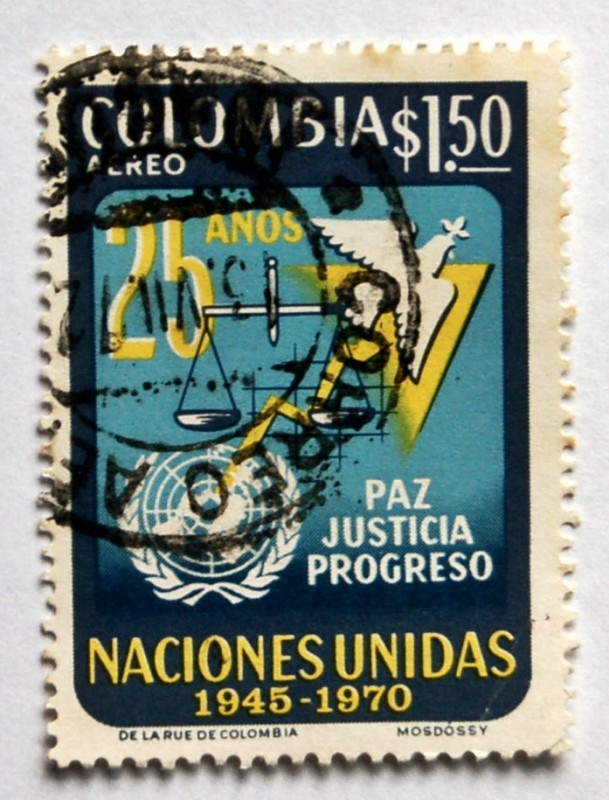 COLOMBIA $1.50
AEREO
25 AÑOS
PAZ
JUSTICIA
PROGRESO
NACIONES UNIDAS
1945-1970
DE LA RUE DE COLOMBIA MOSDÓSSY